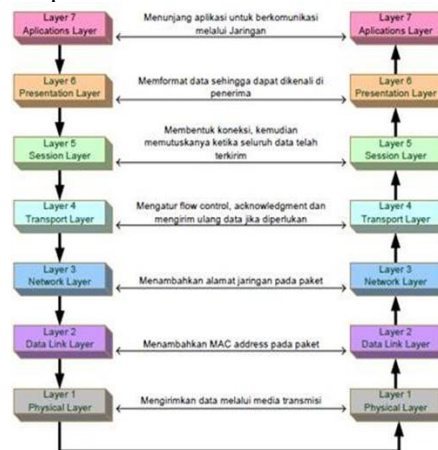 Layer 7
Aplications Layer
Menunjang aplikasi untuk berkomunikasi
melalui Jaringan
Layer 7
Aplications Layer
Layer 6
Presentation Layer
Memformat data sehingga dapat dikenali di
penerima
Layer 6
Presentation Layer
Layer 5
Session Layer
Membentuk koneksi, kemudian
memutuskanya ketika seluruh data telah
terkirim
Layer 5
Session Layer
Layer 4
Transport Layer
Mengatur flow control, acknowledgment dan
mengirim ulang data jika diperlukan
Layer 4
Transport Layer
Layer 3
Network Layer
Menambahkan alamat jaringan pada paket
Layer 3
Network Layer
Layer 2
Data Link Layer
Menambahkan MAC address pada paket
Layer 2
Data Link Layer
Layer 1
Physical Layer
Mengirimkan data melalui media transmisi
Layer 1
Physical Layer